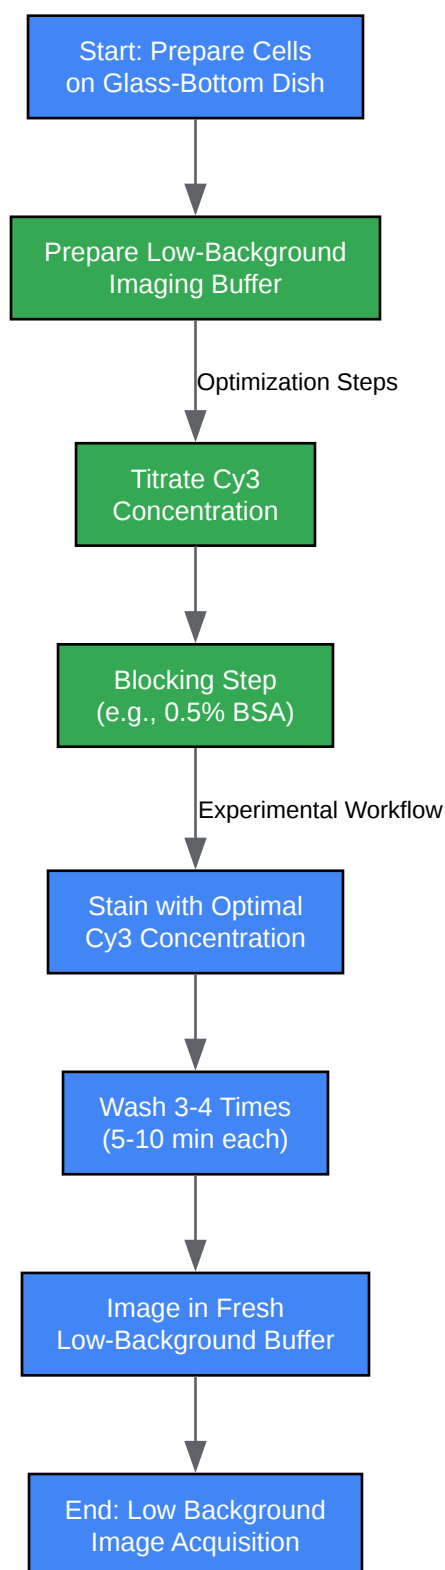 Start: Prepare Cells
on Glass-Bottom Dish
Prepare Low-Background
Imaging Buffer
Optimization Steps
Titrate Cy3
Concentration
Blocking Step
(e.g., 0.5% BSA)
Experimental Workflow
Stain with Optimal
Cy3 Concentration
Wash 3-4 Times
(5-10 min each)
Image in Fresh
Low-Background Buffer
End: Low Background
Image Acquisition